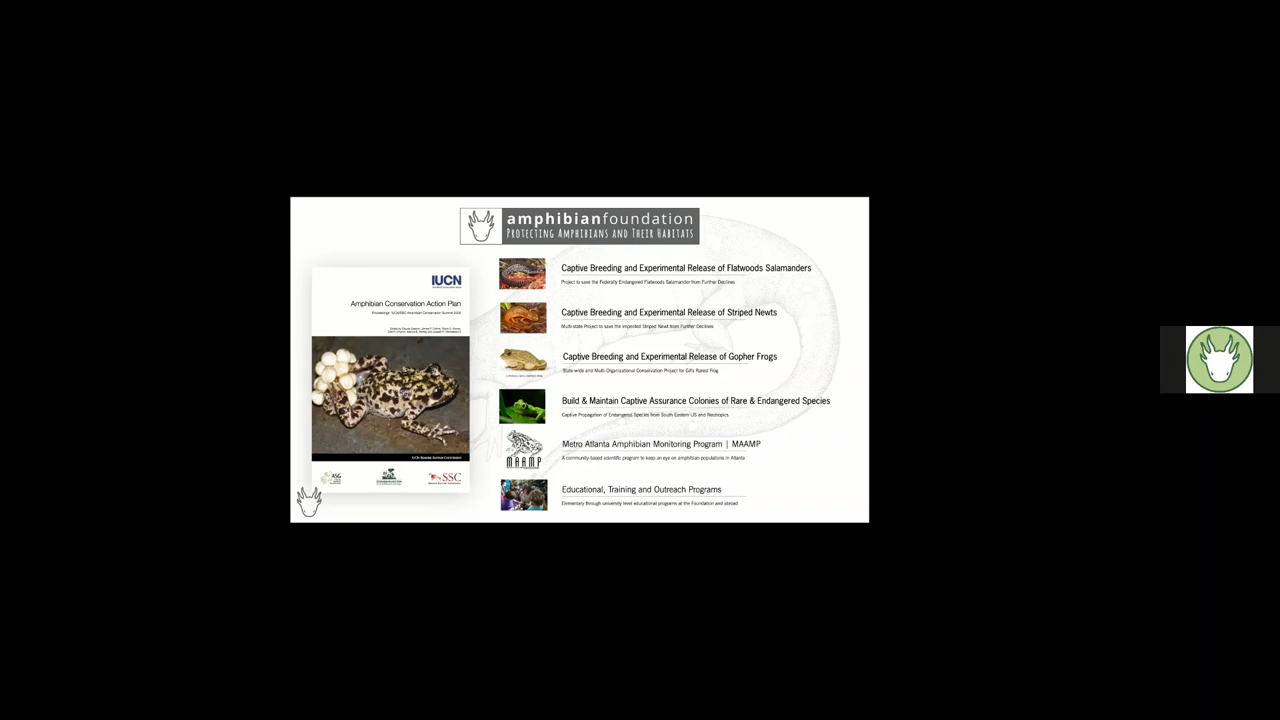 amphibianfoundation
Protecting Amphibians and Their Habitats
IUCN
Amphibian Conservation Action Plan
ASG
SSC
Captive Breeding and Experimental Release of Flatwoods Salamanders
Project to save the Federally Endangered Flatwoods Salamander from Further Declines
Captive Breeding and Experimental Release of Striped Newts
Multi-state Project to save the imperiled Striped Newt from Further Declines
Captive Breeding and Experimental Release of Gopher Frogs
State-wide and Multi-Organizational Conservation Project for GA's Rarest Frog
Build & Maintain Captive Assurance Colonies of Rare & Endangered Species
Captive Propagation of Endangered Species from South Eastern US and Neotropics
MAAMP
Metro Atlanta Amphibian Monitoring Program | MAAMP
A community-based scientific program to keep an eye on amphibian populations in Atlanta
Educational, Training and Outreach Programs
Elementary through university level educational programs at the Foundation and abroad